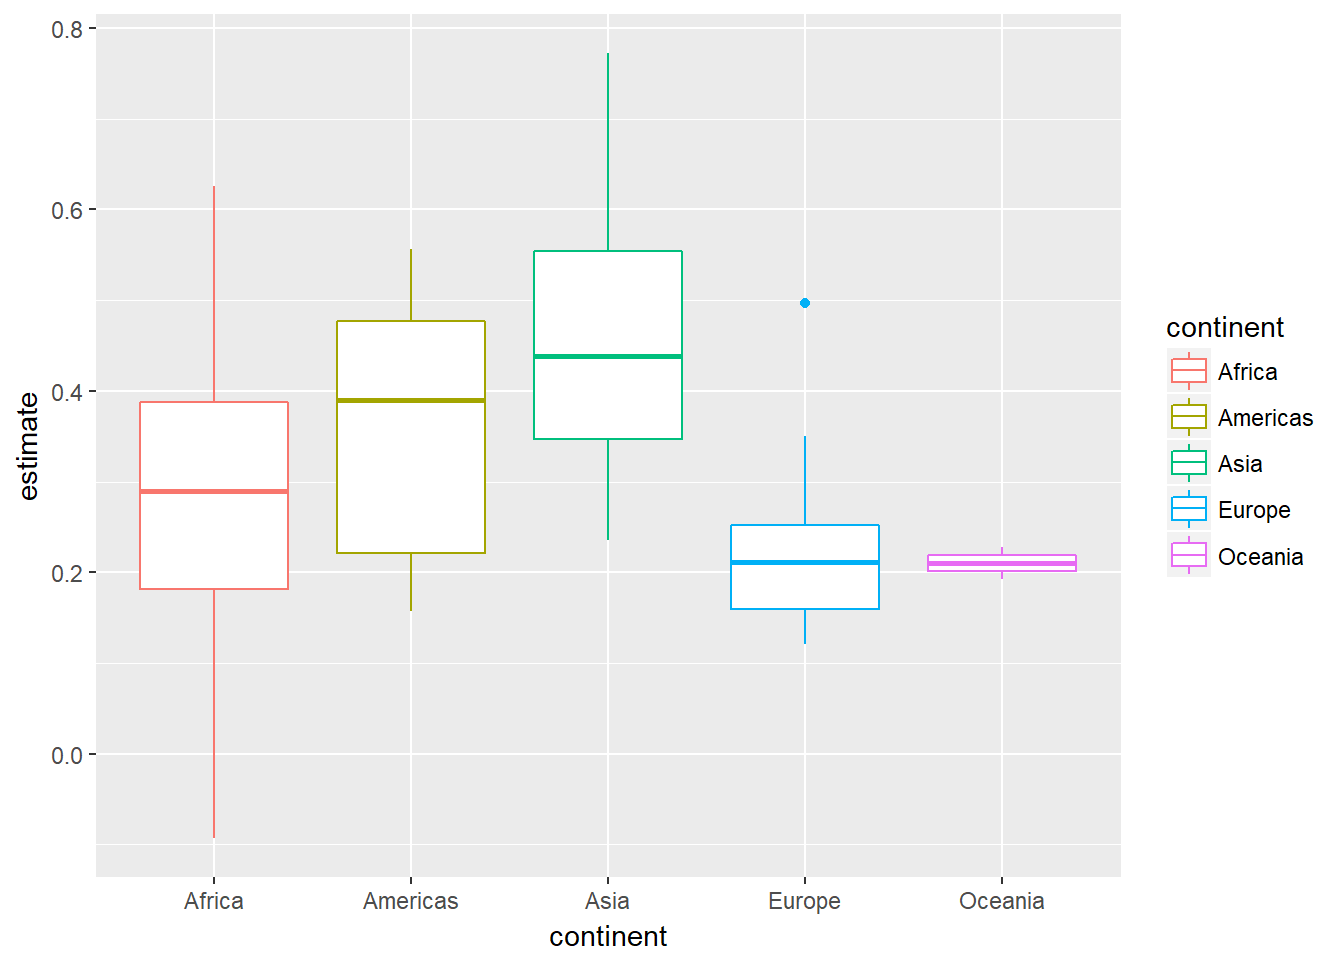 0.8
0.6
0.4
0.2
0.0
estimate
Africa
Americas
Asia
Europe
Oceania
continent
continent
Africa
Americas
Asia
Europe
Oceania